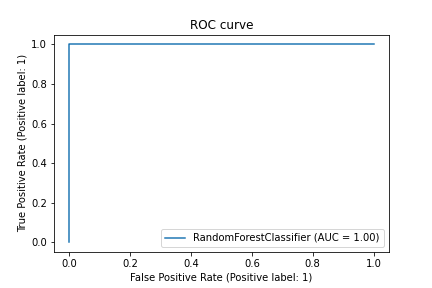 ROC curve
True Positive Rate (Positive label: 1)
1.0
0.8
0.6
0.4
0.2
0.0
RandomForestClassifier (AUC = 1.00)
0.0 0.2 0.4 0.6 0.8 1.0
False Positive Rate (Positive label: 1)